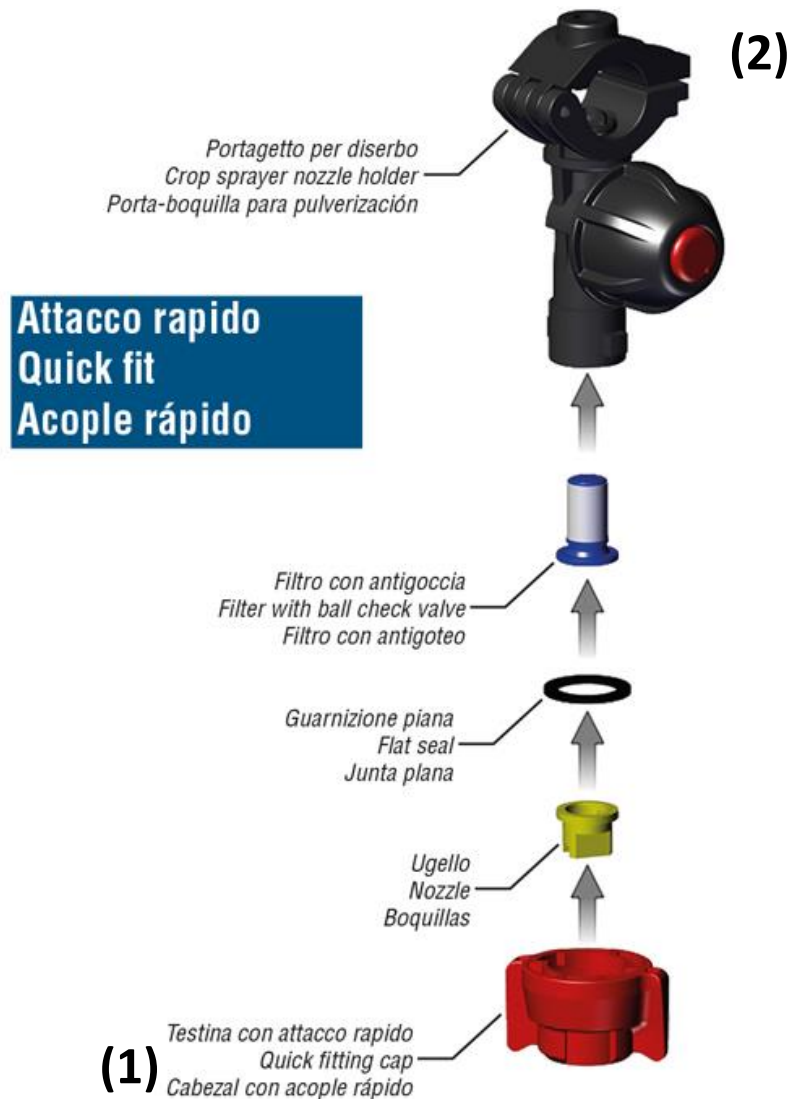 (2)
Portagetto per diserbo
Crop sprayer nozzle holder
Porta-boquilla para pulverización
Attacco rapido
Quick fit
Acople rápido
Filtro con antigoccia
Filter with ball check valve
Filtro con antigoteo
Guarnizione piana
Flat seal
Junta plana
Ugello
Nozzle
Boquillas
Testina con attacco rapido
Quick fitting cap
(1)
Cabezal con acople rápido